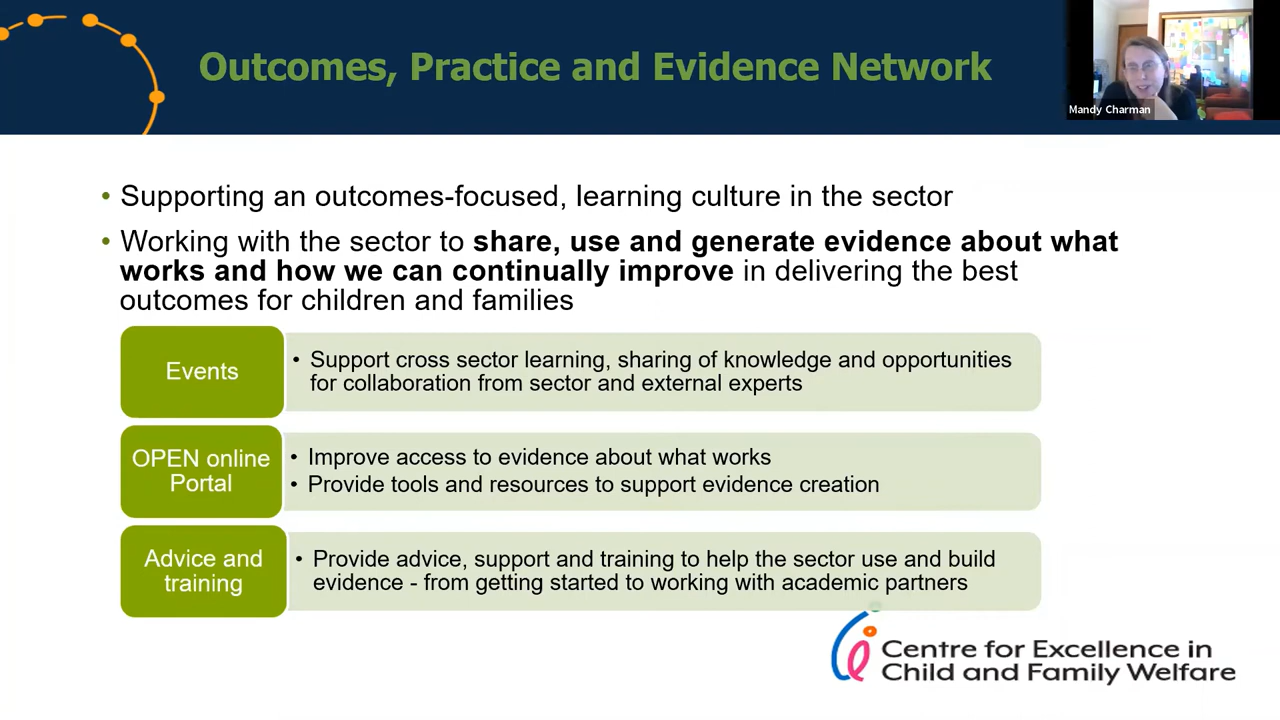 Outcomes, Practice and Evidence Network
Mandy Charman
• Supporting an outcomes-focused, learning culture in the sector
• Working with the sector to share, use and generate evidence about what
works and how we can continually improve in delivering the best
outcomes for children and families
Events
• Support cross sector learning, sharing of knowledge and opportunities
for collaboration from sector and external experts
OPEN online
Portal
• Improve access to evidence about what works
• Provide tools and resources to support evidence creation
Advice and
training
• Provide advice, support and training to help the sector use and build
evidence - from getting started to working with academic partners
Centre for Excellence in
Child and Family Welfare